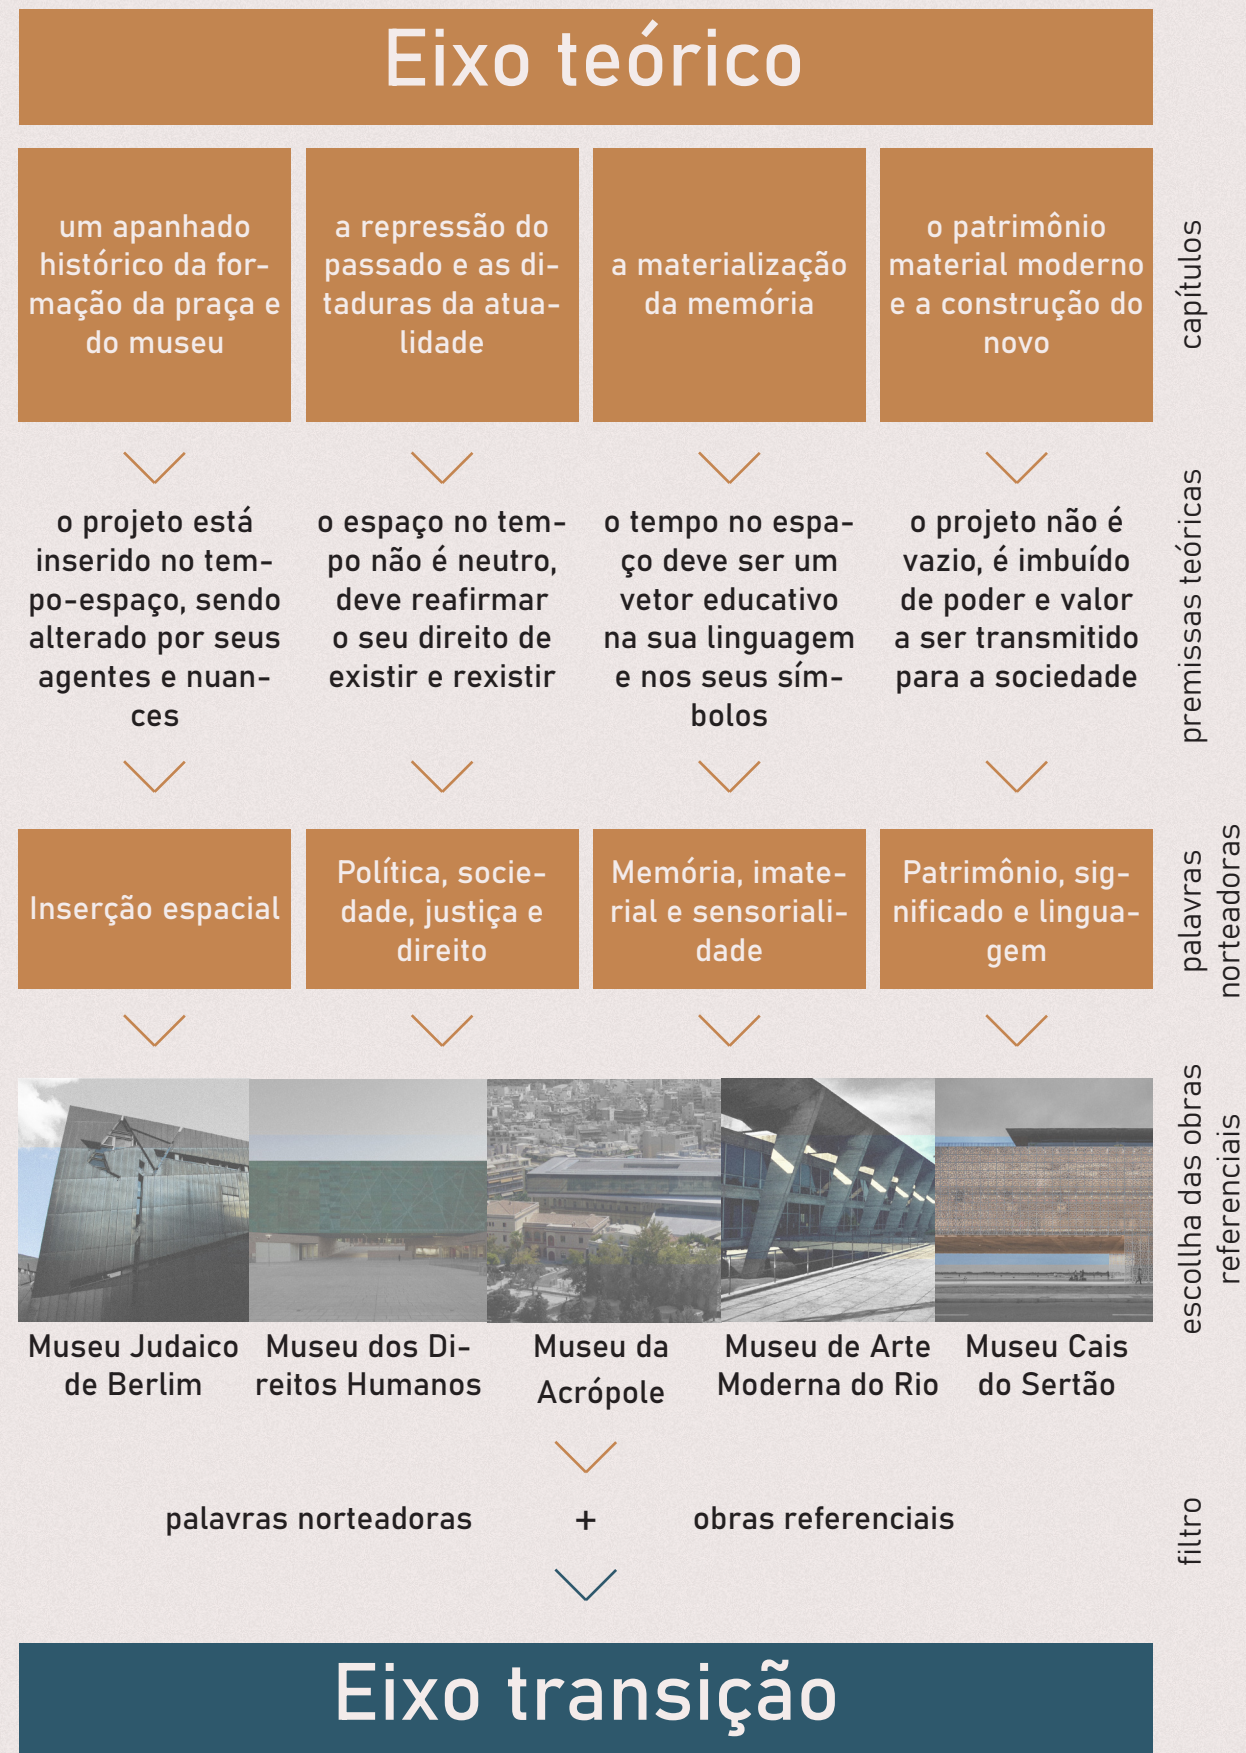 Eixo teórico
um apanhado
histórico da for-
mação da praça e
do museu
a repressão do
passado e as di-
taduras da atua-
lidade
a materialização
da memória
o patrimônio
material moderno
e a construção do
novo
capítulos
o projeto está
inserido no tem-
po-espaço, sendo
alterado por seus
agentes e nuan-
ces
o espaço no tem-
po não é neutro,
deve reafirmar
o seu direito de
existir e rexistir
o tempo no espa-
ço deve ser um
vetor educativo
na sua linguagem
e nos seus sím-
bolos
o projeto não é
vazio, é imbuído
de poder e valor
a ser transmitido
para a sociedade
premissas teóricas
Inserção espacial
Política, socie-
dade, justiça e
direito
Memória, imate-
rial e sensoriali-
dade
Patrimônio, sig-
nificado e lingua-
gem
palavras
norteadoras
Museu Judaico
de Berlim
Museu dos Di-
reitos Humanos
Museu da
Acrópole
Museu de Arte
Moderna do Rio
Museu Cais
do Sertão
escolha das obras
referenciais
palavras norteadoras
+
obras referenciais
filtro
Eixo transição